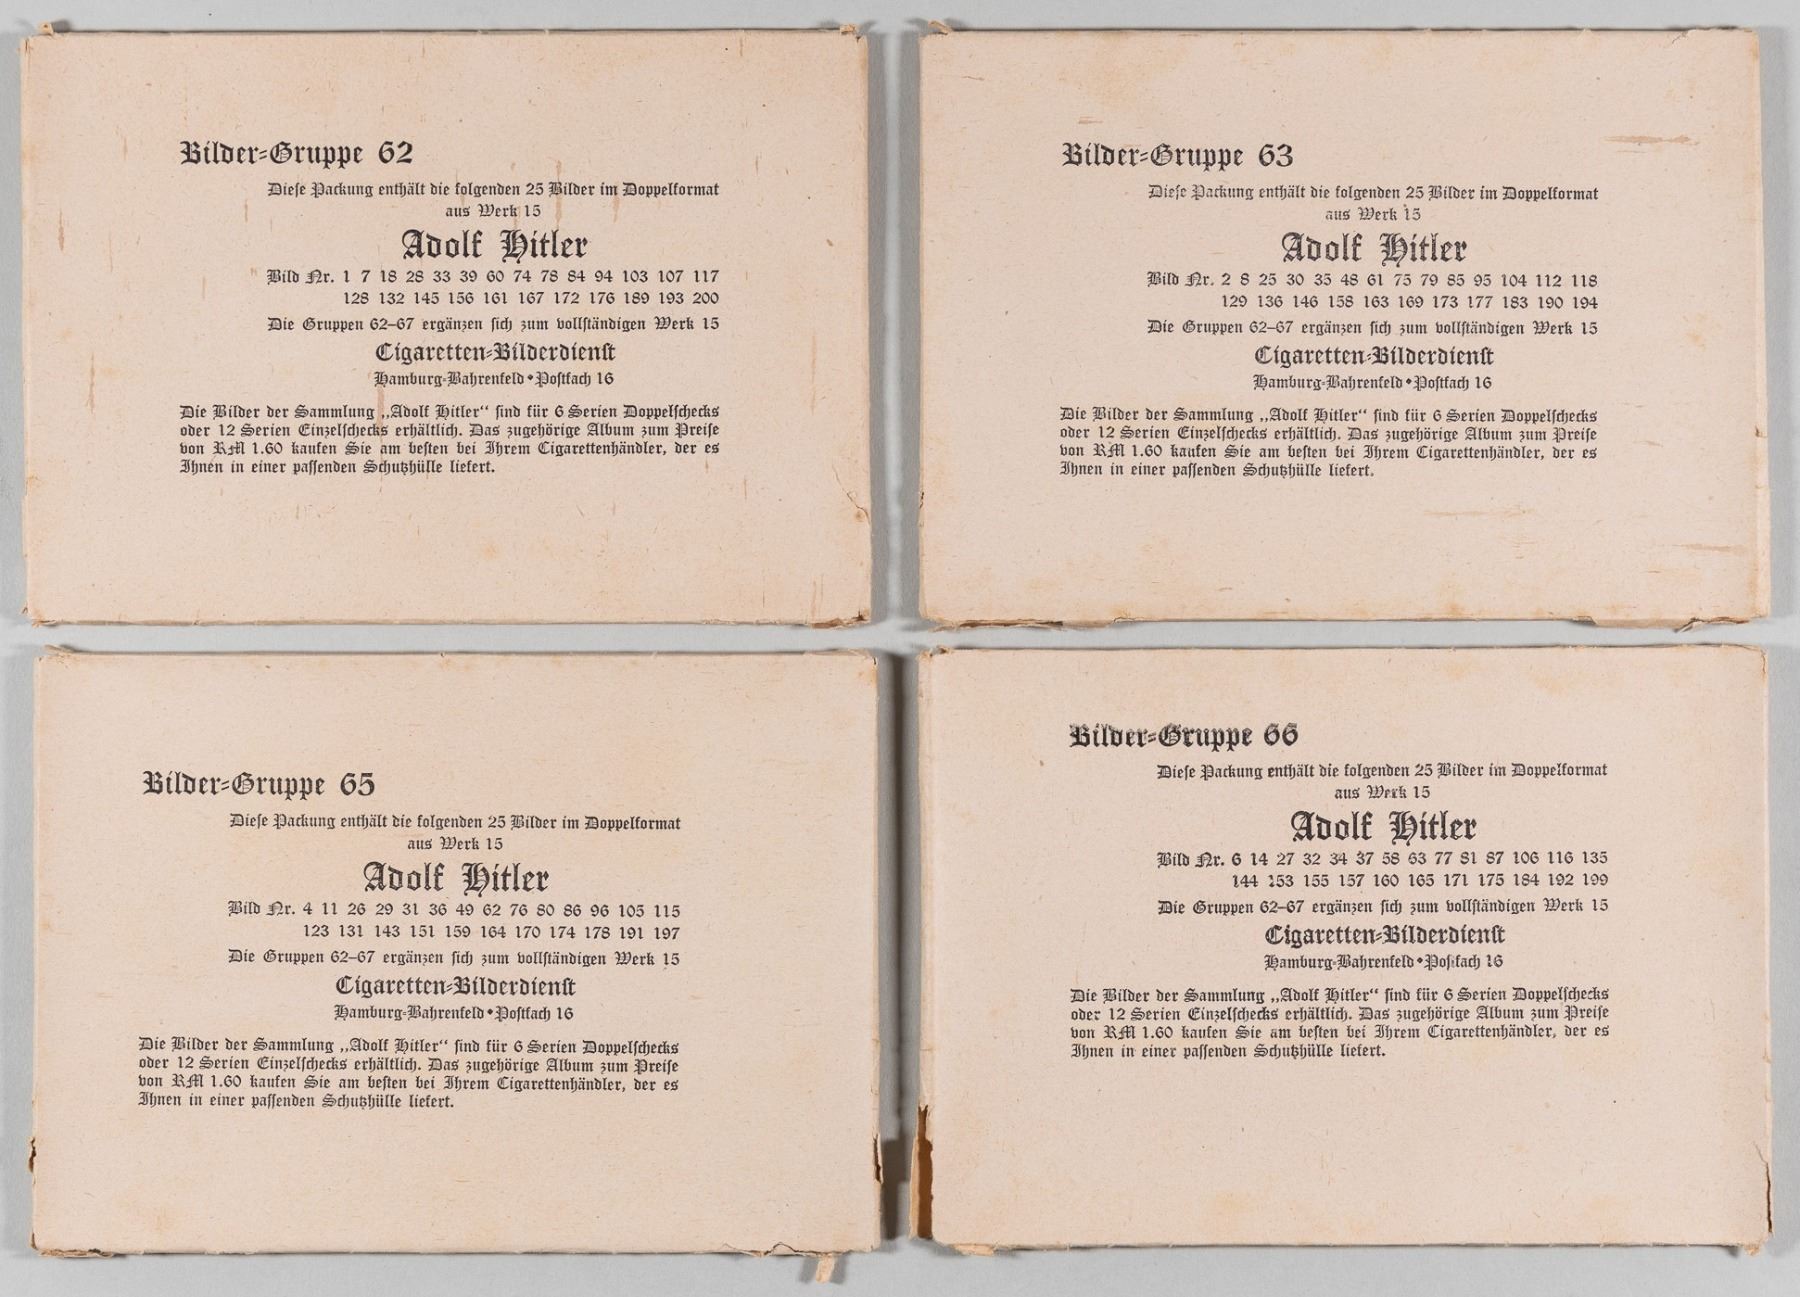 Bilder=Gruppe 62
Diese Packung enthält die folgenden 25 Bilder im Doppelformat
aus Werk 15
Adolf Hitler
Bild Nr. 1 7 18 28 33 39 60 74 78 84 94 103 107 117
128 132 145 156 161 167 172 176 189 193 200
Die Gruppen 62–67 ergänzen sich zum vollständigen Werk 15
Cigaretten=Bilderdienst
Hamburg=Bahrenfeld • Postfach 16
Die Bilder der Sammlung „Adolf Hitler“ sind für 6 Serien Doppelschecks
oder 12 Serien Einzelschecks erhältlich. Das zugehörige Album zum Preise
von RM 1.60 kaufen Sie am besten bei Ihrem Cigarettenhändler, der es
Ihnen in einer passenden Schutzhülle liefert.
Bilder=Gruppe 63
Diese Packung enthält die folgenden 25 Bilder im Doppelformat
aus Werk 15
Adolf Hitler
Bild Nr. 2 8 25 30 35 48 61 75 79 85 95 104 112 118
129 136 146 158 163 169 173 177 183 190 194
Die Gruppen 62–67 ergänzen sich zum vollständigen Werk 15
Cigaretten=Bilderdienst
Hamburg=Bahrenfeld • Postfach 16
Die Bilder der Sammlung „Adolf Hitler“ sind für 6 Serien Doppelschecks
oder 12 Serien Einzelschecks erhältlich. Das zugehörige Album zum Preise
von RM 1.60 kaufen Sie am besten bei Ihrem Cigarettenhändler, der es
Ihnen in einer passenden Schutzhülle liefert.
Bilder=Gruppe 65
Diese Packung enthält die folgenden 25 Bilder im Doppelformat
aus Werk 15
Adolf Hitler
Bild Nr. 4 11 26 29 31 36 49 62 76 80 86 96 105 115
123 131 143 151 159 164 170 174 178 191 197
Die Gruppen 62–67 ergänzen sich zum vollständigen Werk 15
Cigaretten=Bilderdienst
Hamburg=Bahrenfeld • Postfach 16
Die Bilder der Sammlung „Adolf Hitler“ sind für 6 Serien Doppelschecks
oder 12 Serien Einzelschecks erhältlich. Das zugehörige Album zum Preise
von RM 1.60 kaufen Sie am besten bei Ihrem Cigarettenhändler, der es
Ihnen in einer passenden Schutzhülle liefert.
Bilder=Gruppe 66
Diese Packung enthält die folgenden 25 Bilder im Doppelformat
aus Werk 15
Adolf Hitler
Bild Nr. 6 14 27 32 34 37 58 63 77 81 87 106 116 135
144 153 155 157 160 165 171 175 184 192 199
Die Gruppen 62–67 ergänzen sich zum vollständigen Werk 15
Cigaretten=Bilderdienst
Hamburg=Bahrenfeld • Postfach 16
Die Bilder der Sammlung „Adolf Hitler“ sind für 6 Serien Doppelschecks
oder 12 Serien Einzelschecks erhältlich. Das zugehörige Album zum Preise
von RM 1.60 kaufen Sie am besten bei Ihrem Cigarettenhändler, der es
Ihnen in einer passenden Schutzhülle liefert.